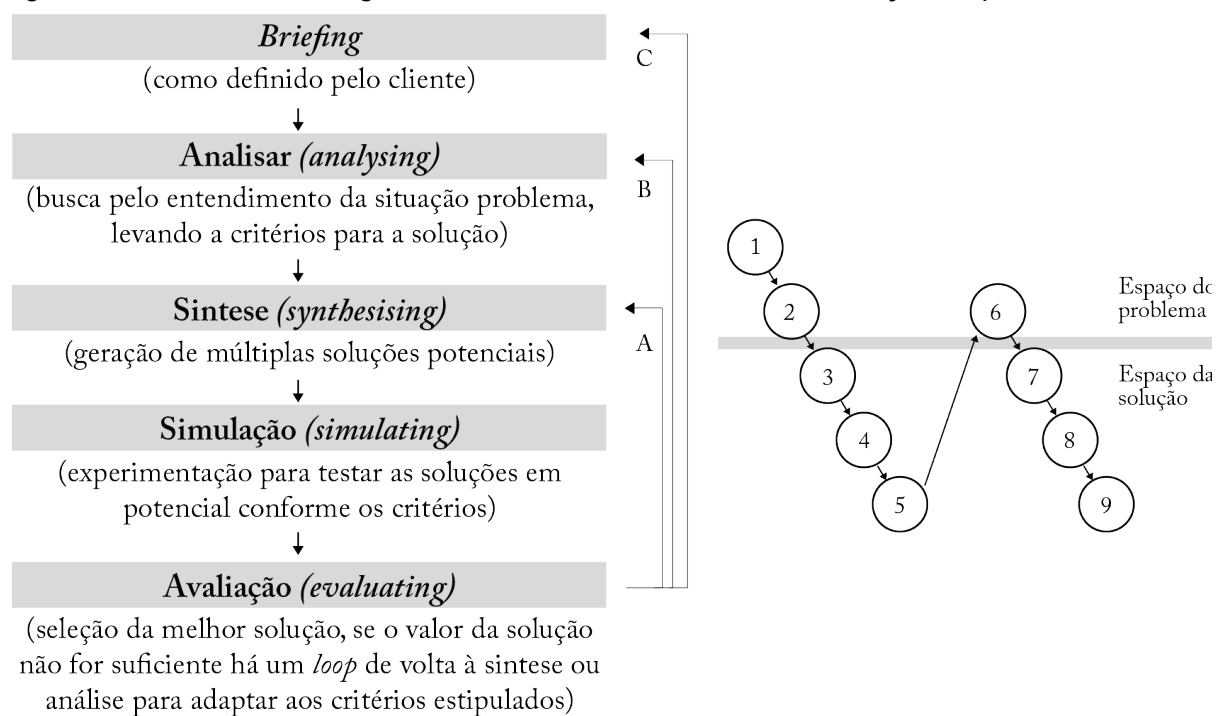 Briefing
(como definido pelo cliente)
Analisar (analysing)
(busca pelo entendimento da situação problema,
levando a critérios para a solução)
Sintese (synthesising)
(geração de múltiplas soluções potenciais)
Simulação (simulating)
(experimentação para testar as soluções em
potencial conforme os critérios)
Avaliação (evaluating)
(seleção da melhor solução, se o valor da solução
não for suficiente há um loop de volta à sintese ou
análise para adaptar aos critérios estipulados)
C
B
A
1
2
3
4
5
6
7
8
9
Espaço do
problema
Espaço da
solução